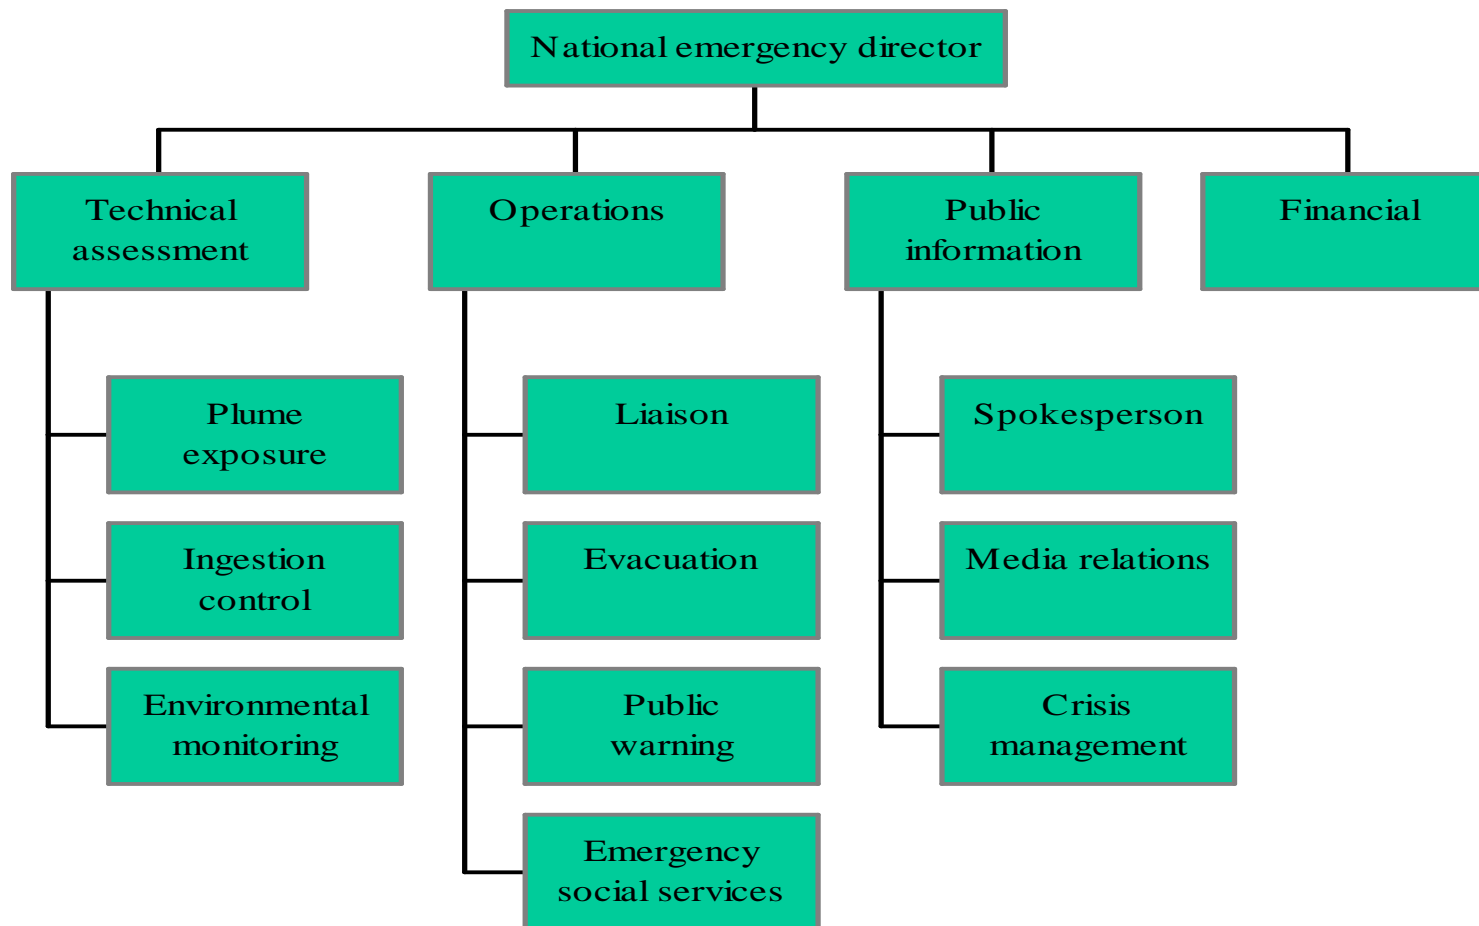 National emergency director
Technical
assessment
Operations
Public
information
Financial
Plume
exposure
Liaison
Spokesperson
Ingestion
control
Evacuation
Media relations
Environmental
monitoring
Public
warning
Crisis
management
Emergency
social services